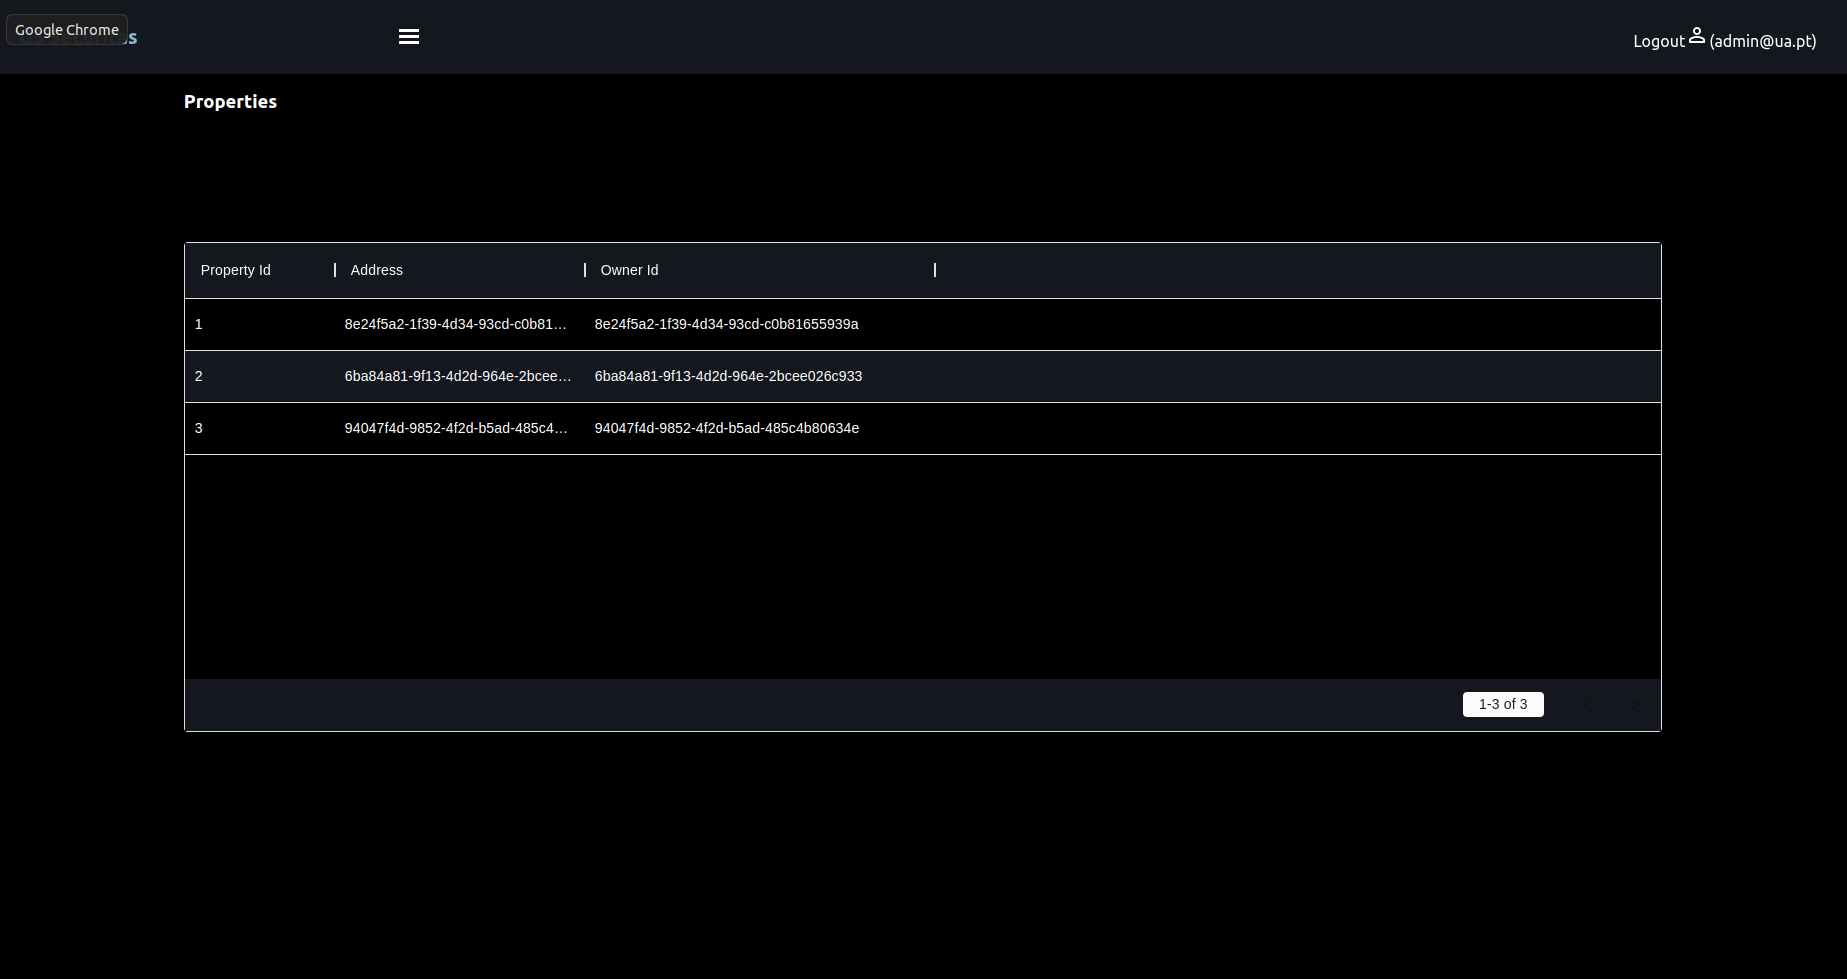 Google Chrome
Logout (admin@ua.pt)
Properties
Property Id Address Owner Id
1 8e24f5a2-1f39-4d34-93cd-c0b81… 8e24f5a2-1f39-4d34-93cd-c0b81655939a
2 6ba84a81-9f13-4d2d-964e-2bcee… 6ba84a81-9f13-4d2d-964e-2bcee026c933
3 94047f4d-9852-4f2d-b5ad-485c4… 94047f4d-9852-4f2d-b5ad-485c4b80634e
1-3 of 3